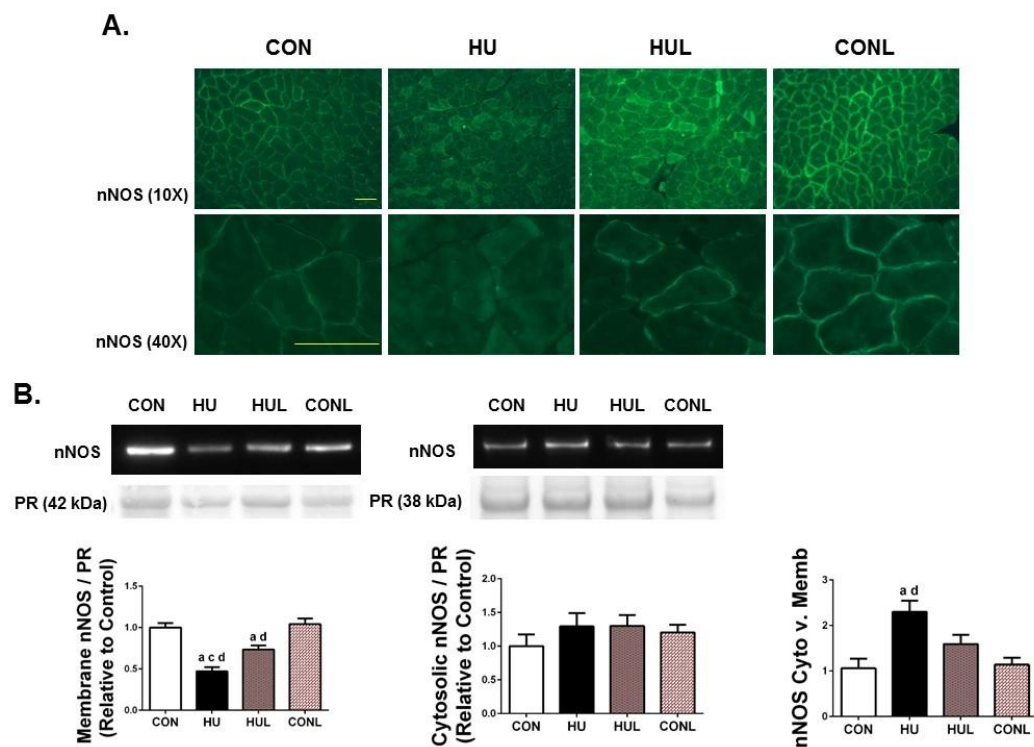 A.
CON HU HUL CONL
nNOS (10X)
nNOS (40X)
B.
CON HU HUL CONL
nNOS
PR (42 kDa)
CON HU HUL CONL
nNOS
PR (38 kDa)
Membrane nNOS / PR
(Relative to Control)
1.5
1.0
0.5
0.0
a c d
a d
CON HU HUL CONL
Cytosolic nNOS / PR
(Relative to Control)
2.0
1.5
1.0
0.5
0.0
CON HU HUL CONL
nNOS Cyto v. Memb
3
2
1
0
a d
CON HU HUL CONL